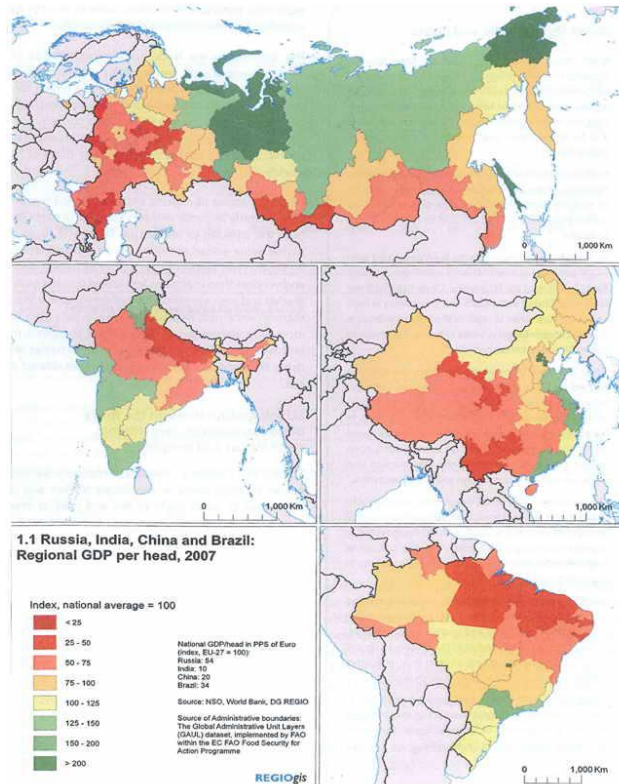 0 1,000 Km
0 1,000 Km
0 1,000 Km
1.1 Russia, India, China and Brazil:
Regional GDP per head, 2007
Index, national average = 100
< 25
25 - 50
50 - 75
75 - 100
100 - 125
125 - 150
150 - 200
> 200
National GDP/head in PPS of Euro
(index, EU-27 = 100):
Russia: 54
India: 10
China: 20
Brazil: 34
Source: NSO, World Bank, DG REGIO
Source of Administrative boundaries:
The Global Administrative Unit Layers
(GAUL) dataset, implemented by FAO
within the EC FAO Food Security for
Action Programme
REGIOgis
0 1,000 Km